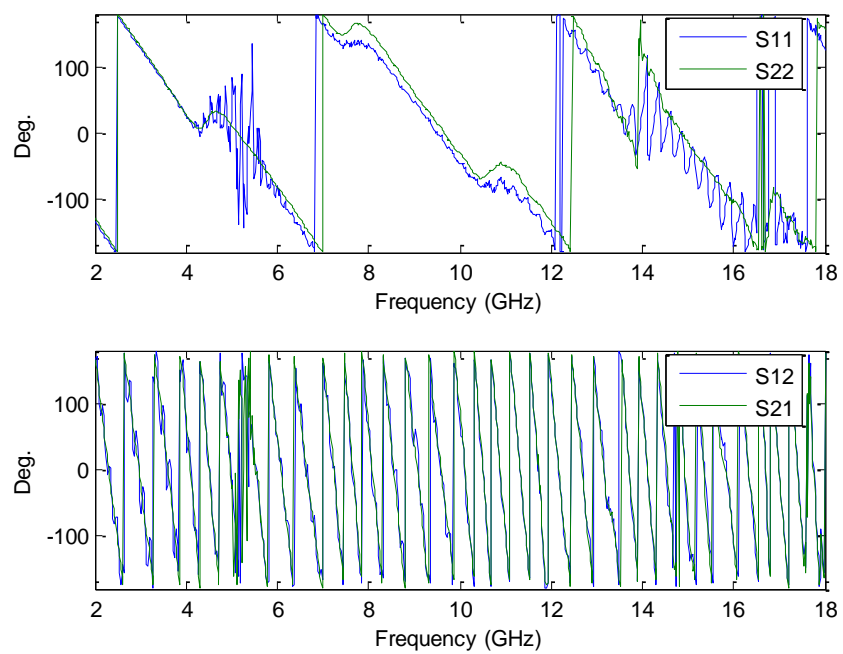 100
0
-100
Deg.
S11
S22
2 4 6 8 10 12 14 16 18
Frequency (GHz)
100
0
-100
Deg.
S12
S21
2 4 6 8 10 12 14 16 18
Frequency (GHz)